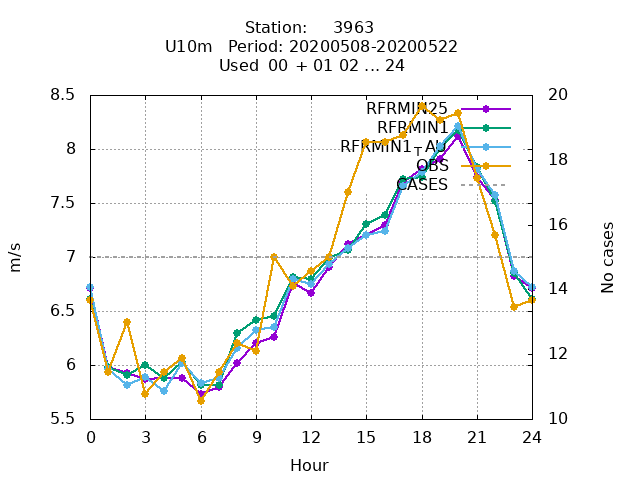 Station: 3963
U10m Period: 20200508-20200522
Used 00 + 01 02 ... 24
8.5
8
7.5
7
6.5
6
5.5
20
18
16
14
12
10
m/s
No cases
RFRMIN25
RFRMIN1
RFRMIN1_AU
OBS
CASES
0 3 6 9 12 15 18 21 24
Hour